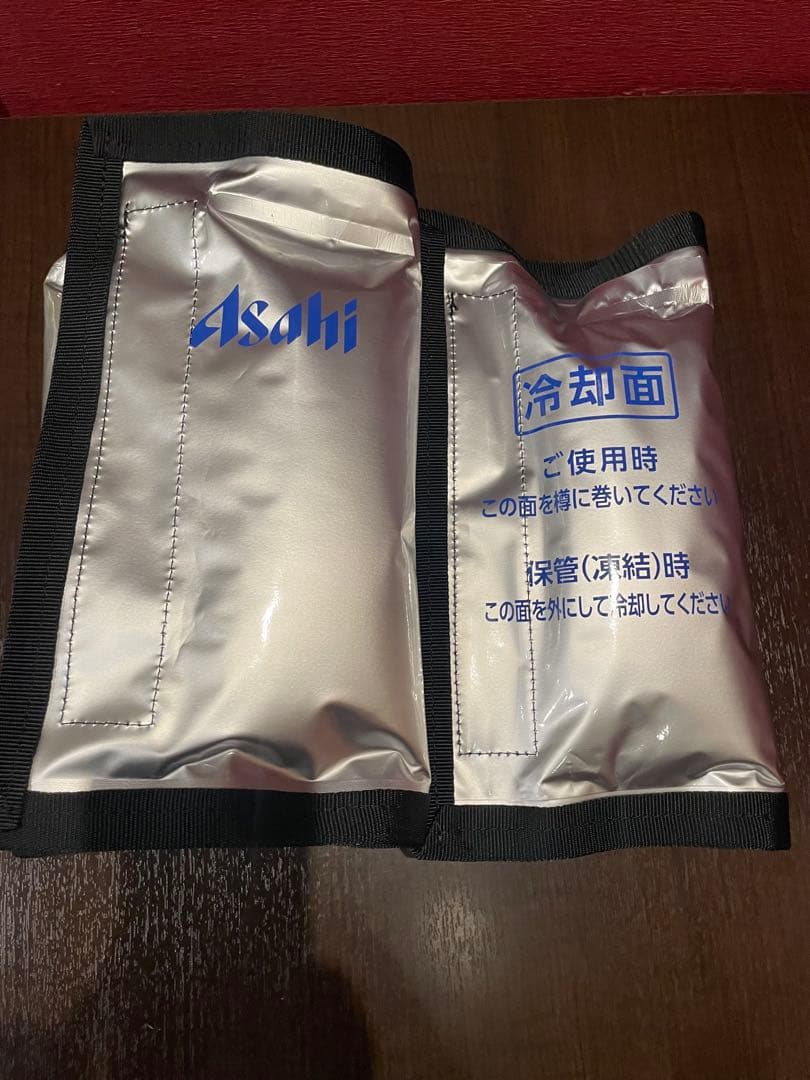 Asahi
冷却面
ご使用時
この面を樽に巻いてください
保管(凍結)時
この面を外にして冷却してください